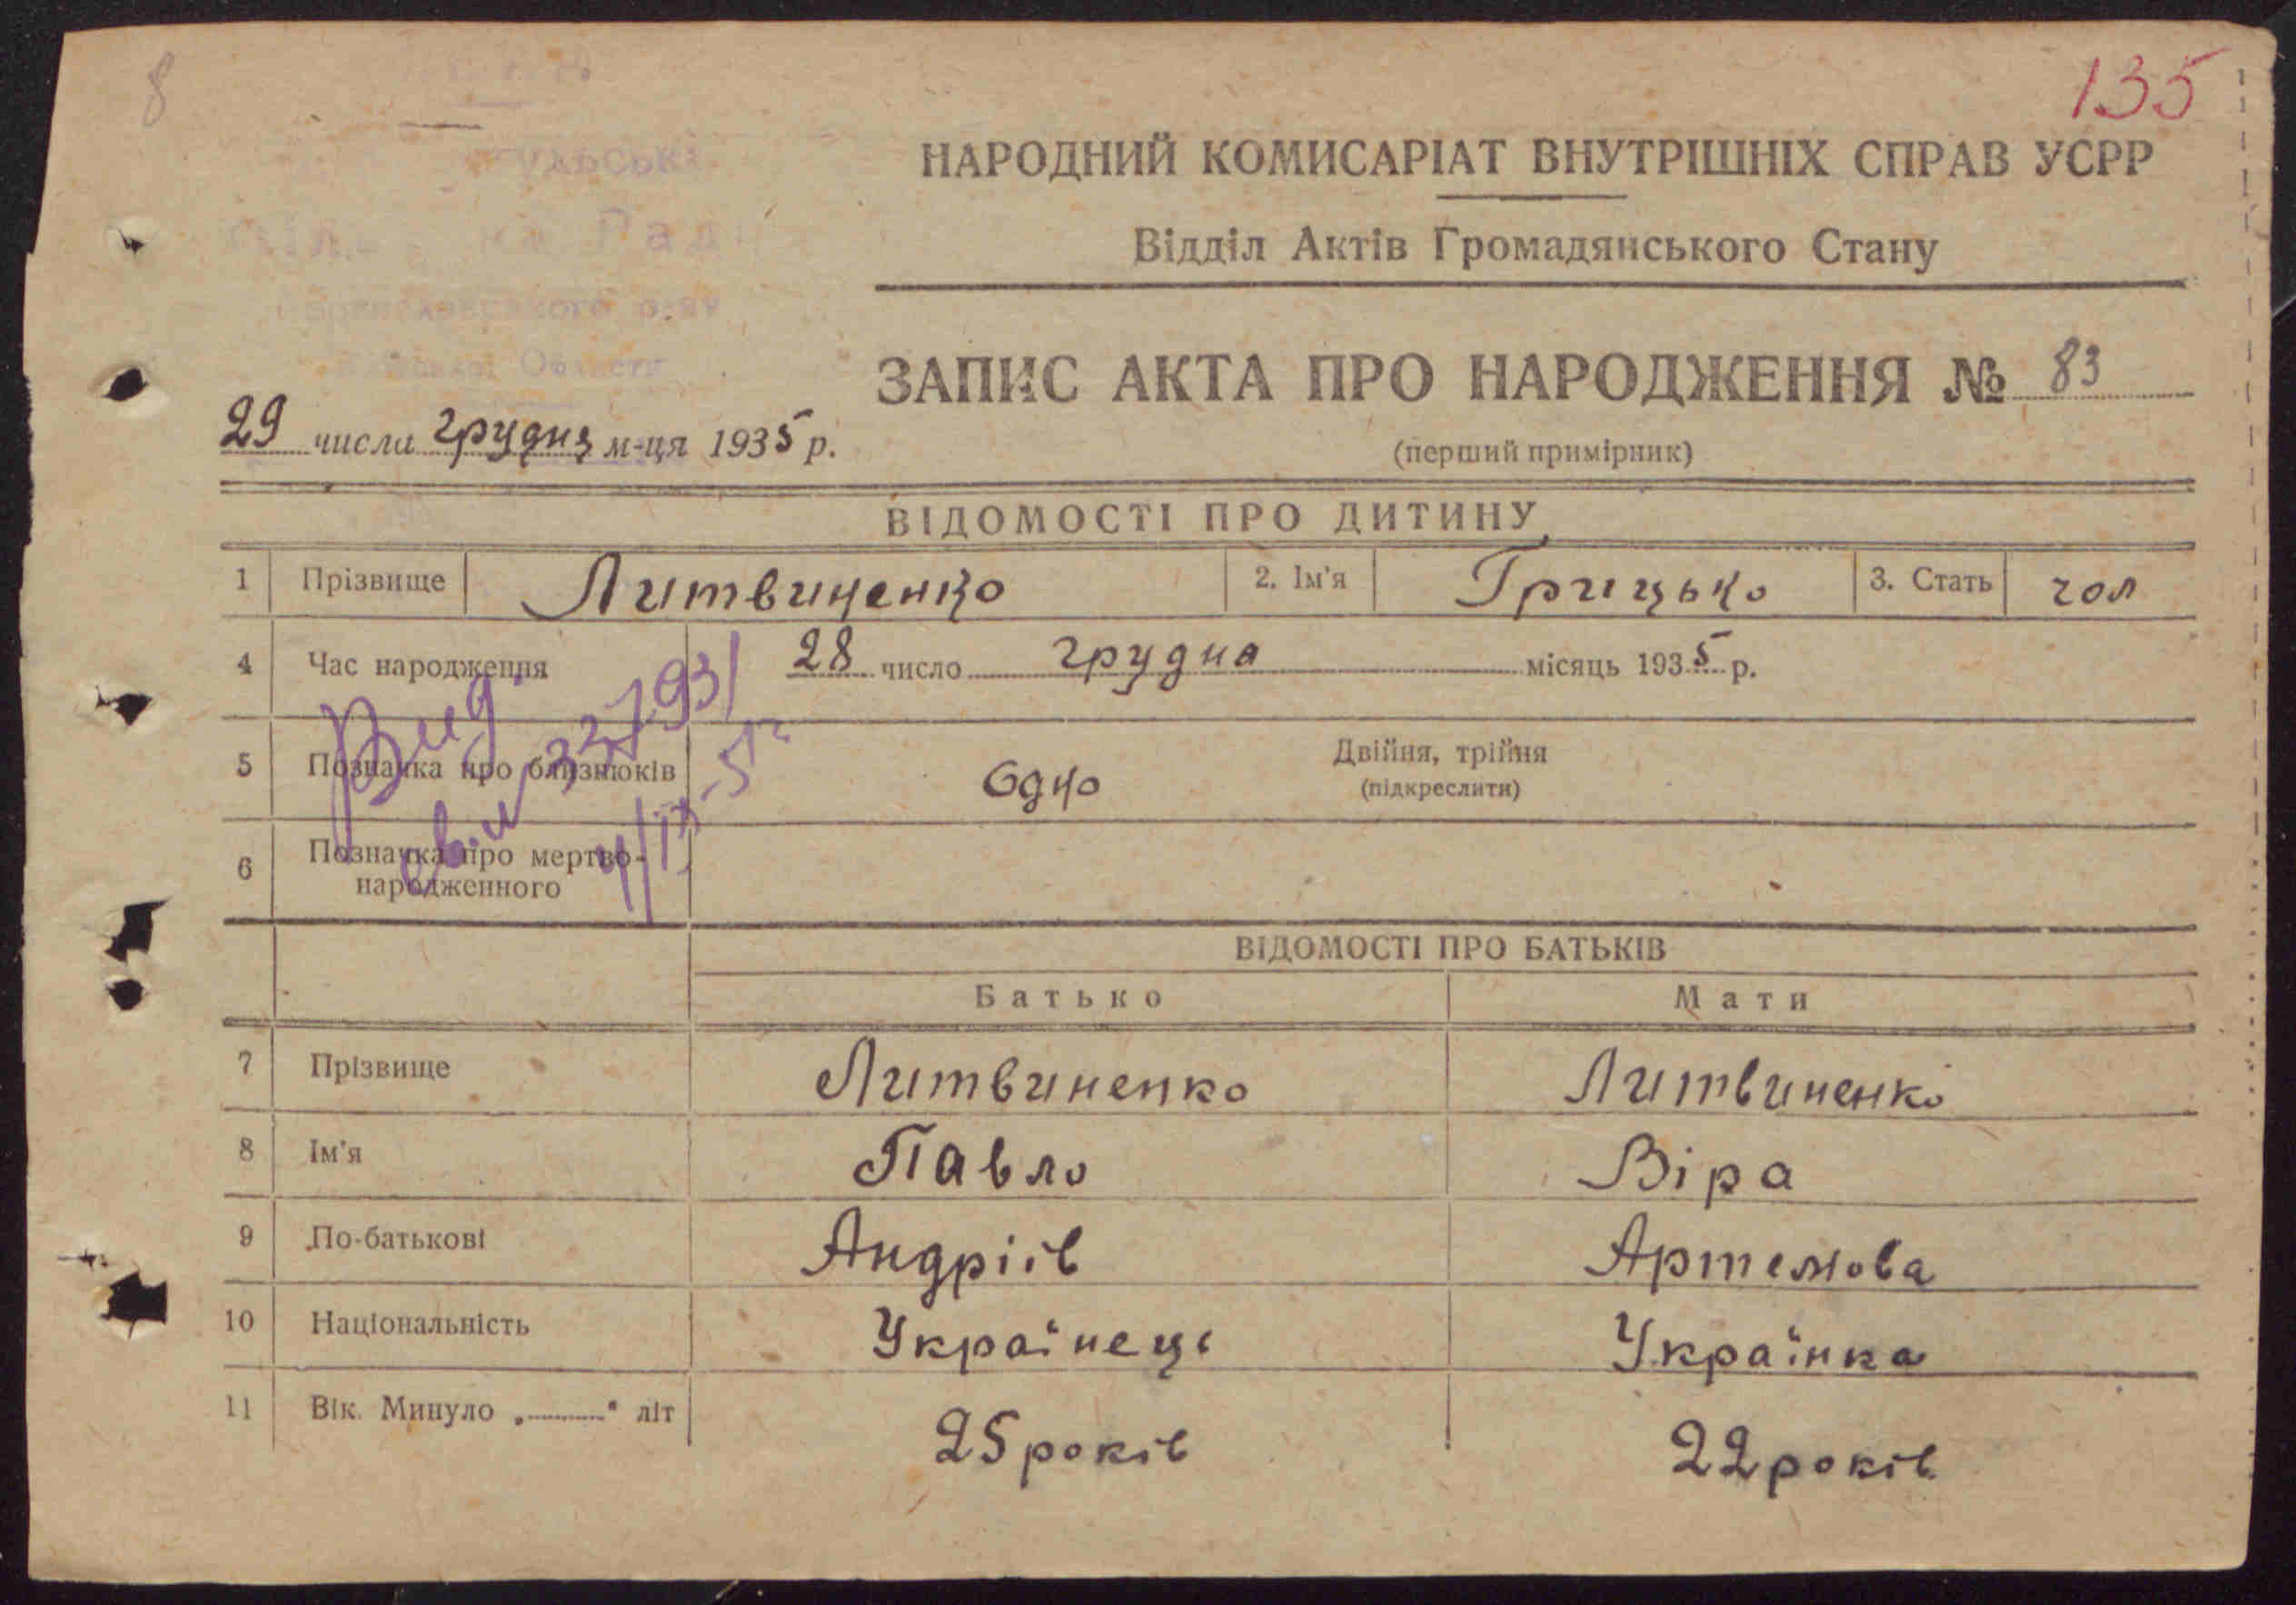 8
135
НАРОДНИЙ КОМИСАРІАТ ВНУТРІШНІХ СПРАВ УСРР
Відділ Актів Громадянського Стану
ЗАПИС АКТА ПРО НАРОДЖЕННЯ № 83
29 числа грудня м-ця 1935 р.
(перший примірник)
ВІДОМОСТІ ПРО ДИТИНУ
1 Прізвище Литвиненко 2. Ім'я Грицько 3. Стать чол
4 Час народження 28 число грудня місяць 1935 р.
5 Позначка про близнюків Одно Двійня, трійня
(підкреслити)
6 Позначка про мертво-
народженного
ВІДОМОСТІ ПРО БАТЬКІВ
Батько Мати
7 Прізвище Литвиненко Литвиненко
8 Ім'я Павло Віра
9 По-батькові Андріїв Артемова
10 Національність Українець Українка
11 Вік. Минуло „ “ літ 25 років 22 років